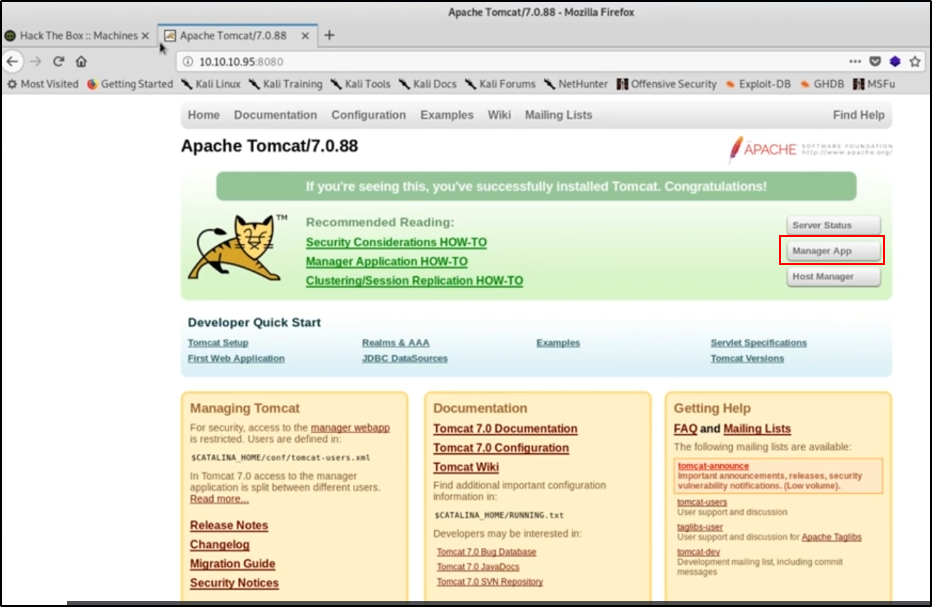 Apache Tomcat/7.0.88 - Mozilla Firefox
Hack The Box :: Machines
Apache Tomcat/7.0.88
10.10.10.95:8080
Most Visited Getting Started Kali Linux Kali Training Kali Tools Kali Docs Kali Forums NetHunter Offensive Security Exploit-DB GHDB MSFu
Home Documentation Configuration Examples Wiki Mailing Lists Find Help
Apache Tomcat/7.0.88
APACHE SOFTWARE FOUNDATION
http://www.apache.org/
If you're seeing this, you've successfully installed Tomcat. Congratulations!
TM
Recommended Reading:
Security Considerations HOW-TO
Manager Application HOW-TO
Clustering/Session Replication HOW-TO
Server Status
Manager App
Host Manager
Developer Quick Start
Tomcat Setup
First Web Application
Realms & AAA
JDBC DataSources
Examples
Servlet Specifications
Tomcat Versions
Managing Tomcat
For security, access to the manager webapp
is restricted. Users are defined in:
$CATALINA_HOME/conf/tomcat-users.xml
In Tomcat 7.0 access to the manager
application is split between different users.
Read more...
Release Notes
Changelog
Migration Guide
Security Notices
Documentation
Tomcat 7.0 Documentation
Tomcat 7.0 Configuration
Tomcat Wiki
Find additional important configuration
information in:
$CATALINA_HOME/RUNNING.txt
Developers may be interested in:
Tomcat 7.0 Bug Database
Tomcat 7.0 JavaDocs
Tomcat 7.0 SVN Repository
Getting Help
FAQ and Mailing Lists
The following mailing lists are available:
tomcat-announce
Important announcements, releases, security
vulnerability notifications. (Low volume).
tomcat-users
User support and discussion
taglibs-user
User support and discussion for Apache Taglibs
tomcat-dev
Development mailing list, including commit
messages